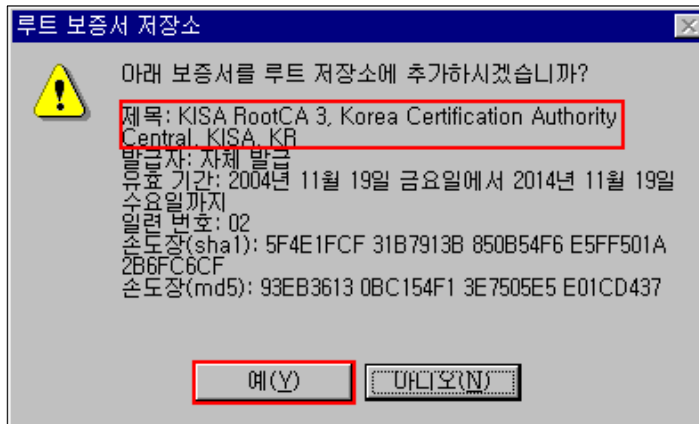 루트 보증서 저장소
아래 보증서를 루트 저장소에 추가하시겠습니까?
제목: KISA RootCA 3, Korea Certification Authority
Central, KISA, KR
발급자: 자체 발급
유효 기간: 2004년 11월 19일 금요일에서 2014년 11월 19일
수요일까지
일련 번호: 02
손도장(sha1): 5F4E1FCF 31B7913B 850B54F6 E5FF501A
2B6FC6CF
손도장(md5): 93EB3613 0BC154F1 3E7505E5 E01CD437
예(Y)
아니오(N)